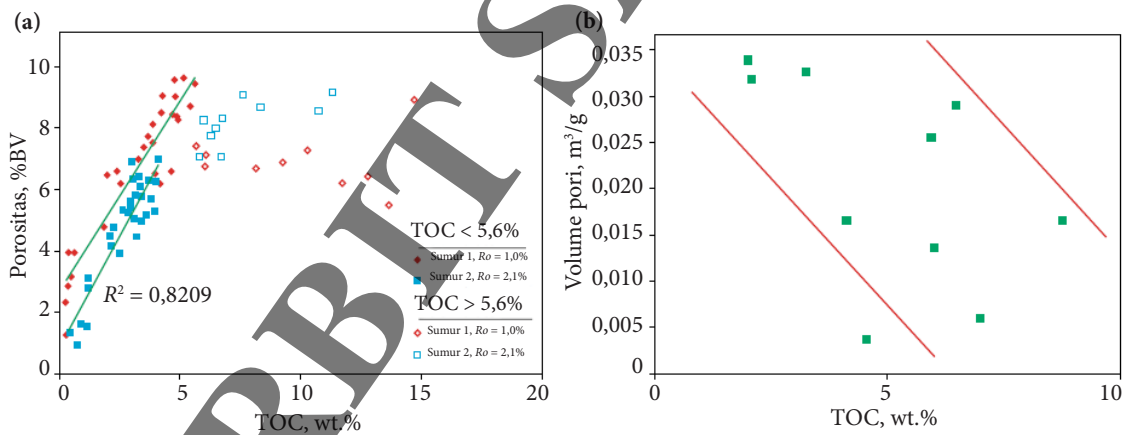 (a)
Porositas, %BV
10
8
6
4
2
0
R² = 0,8209
TOC < 5,6%
Sumur 1, Ro = 1,0%
Sumur 2, Ro = 2,1%
TOC > 5,6%
Sumur 1, Ro = 1,0%
Sumur 2, Ro = 2,1%
0 5 10 15 20
TOC, wt.%
(b)
Volume pori, m³/g
0,035
0,030
0,025
0,020
0,015
0,010
0,005
0
0 5 10
TOC, wt.%